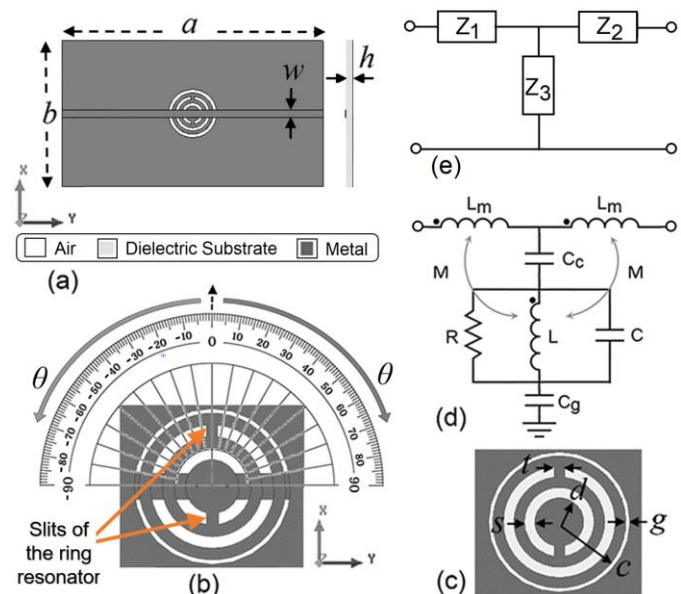 a
b
w
h
X
Z Y
Air Dielectric Substrate Metal
(a)
θ θ
-90 -80 -70 -60 -50 -40 -30 -20 -10 0 10 20 30 40 50 60 70 80 90
Slits of
the ring
resonator
X
Z Y
(b)
Z1 Z2
Z3
(e)
Lm Lm
Cc
M M
R L C
Cg
(d)
t
d
s
g
c
(c)